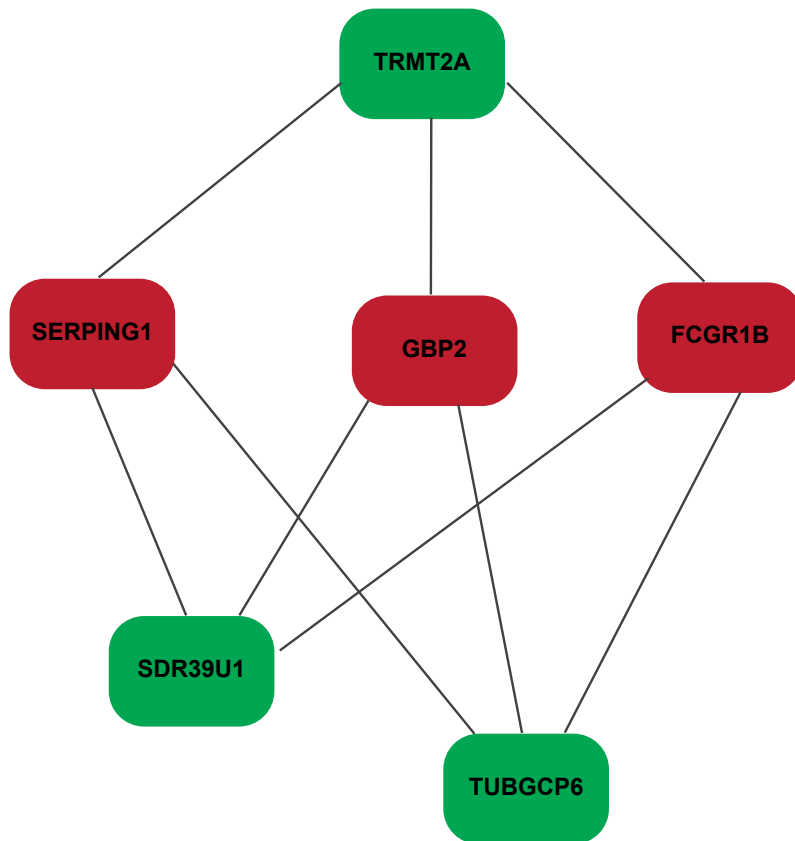 TRMT2A
SERPING1
GBP2
FCGR1B
SDR39U1
TUBGCP6